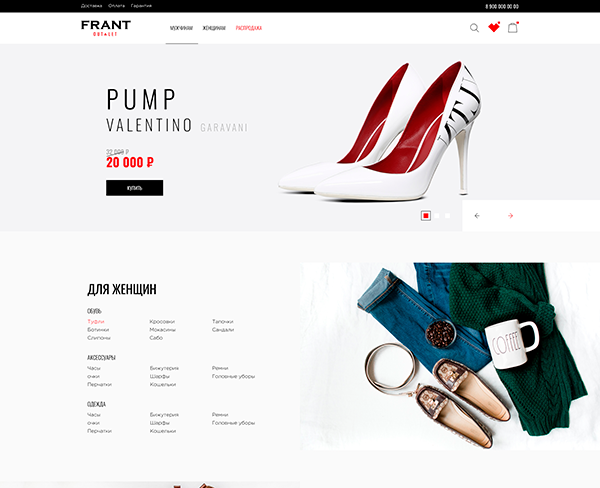 Доставка Оплата Гарантия 8 900 000 00 00
FRANT
OUTLET
МУЖЧИНАМ ЖЕНЩИНАМ РАСПРОДАЖА
PUMP
VALENTINO GARAVANI
32 000 ₽
20 000 ₽
КУПИТЬ
ДЛЯ ЖЕНЩИН
ОБУВЬ
Туфли Кросовки Тапочки
Ботинки Мокасины Сандали
Слипоны Сабо
АКСЕССУАРЫ
Часы Бижутерия Ремни
очки Шарфы Головные уборы
Перчатки Кошельки
ОДЕЖДА
Часы Бижутерия Ремни
очки Шарфы Головные уборы
Перчатки Кошельки
COFFEE